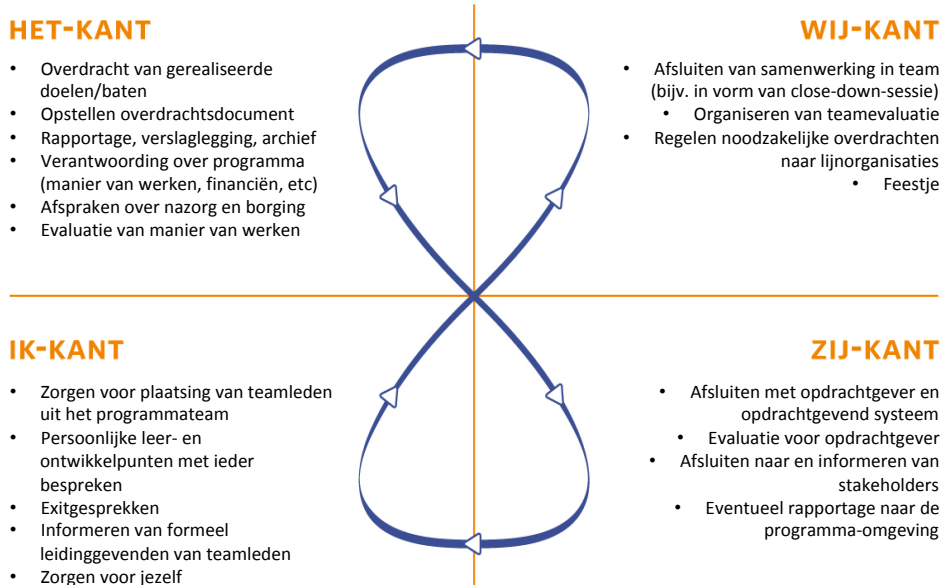 HET-KANT
• Overdracht van gerealiseerde
doelen/baten
• Opstellen overdrachtsdocument
• Rapportage, verslaglegging, archief
• Verantwoording over programma
(manier van werken, financiën, etc)
• Afspraken over nazorg en borging
• Evaluatie van manier van werken
WIJ-KANT
• Afsluiten van samenwerking in team
(bijv. in vorm van close-down-sessie)
• Organiseren van teamevaluatie
• Regelen noodzakelijke overdrachten
naar lijnorganisaties
• Feestje
IK-KANT
• Zorgen voor plaatsing van teamleden
uit het programmateam
• Persoonlijke leer- en
ontwikkelpunten met ieder
bespreken
• Exitgesprekken
• Informeren van formeel
leidinggevenden van teamleden
• Zorgen voor jezelf
ZIJ-KANT
• Afsluiten met opdrachtgever en
opdrachtgevend systeem
• Evaluatie voor opdrachtgever
• Afsluiten naar en informeren van
stakeholders
• Eventueel rapportage naar de
programma-omgeving